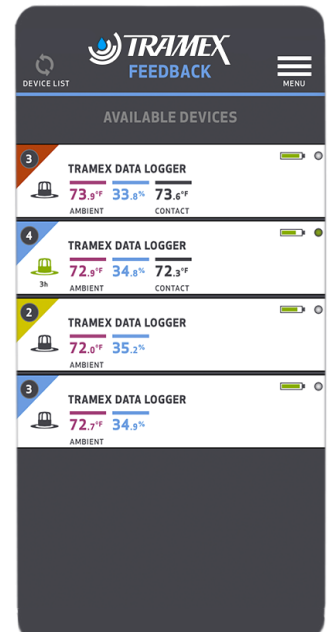 TRAMEX
FEEDBACK
DEVICE LIST
MENU
AVAILABLE DEVICES
3
TRAMEX DATA LOGGER
73.9°F 33.8% 73.6°F
AMBIENT CONTACT
4
TRAMEX DATA LOGGER
72.9°F 34.8% 72.3°F
3h
AMBIENT CONTACT
2
TRAMEX DATA LOGGER
72.0°F 35.2%
AMBIENT
3
TRAMEX DATA LOGGER
72.7°F 34.9%
AMBIENT